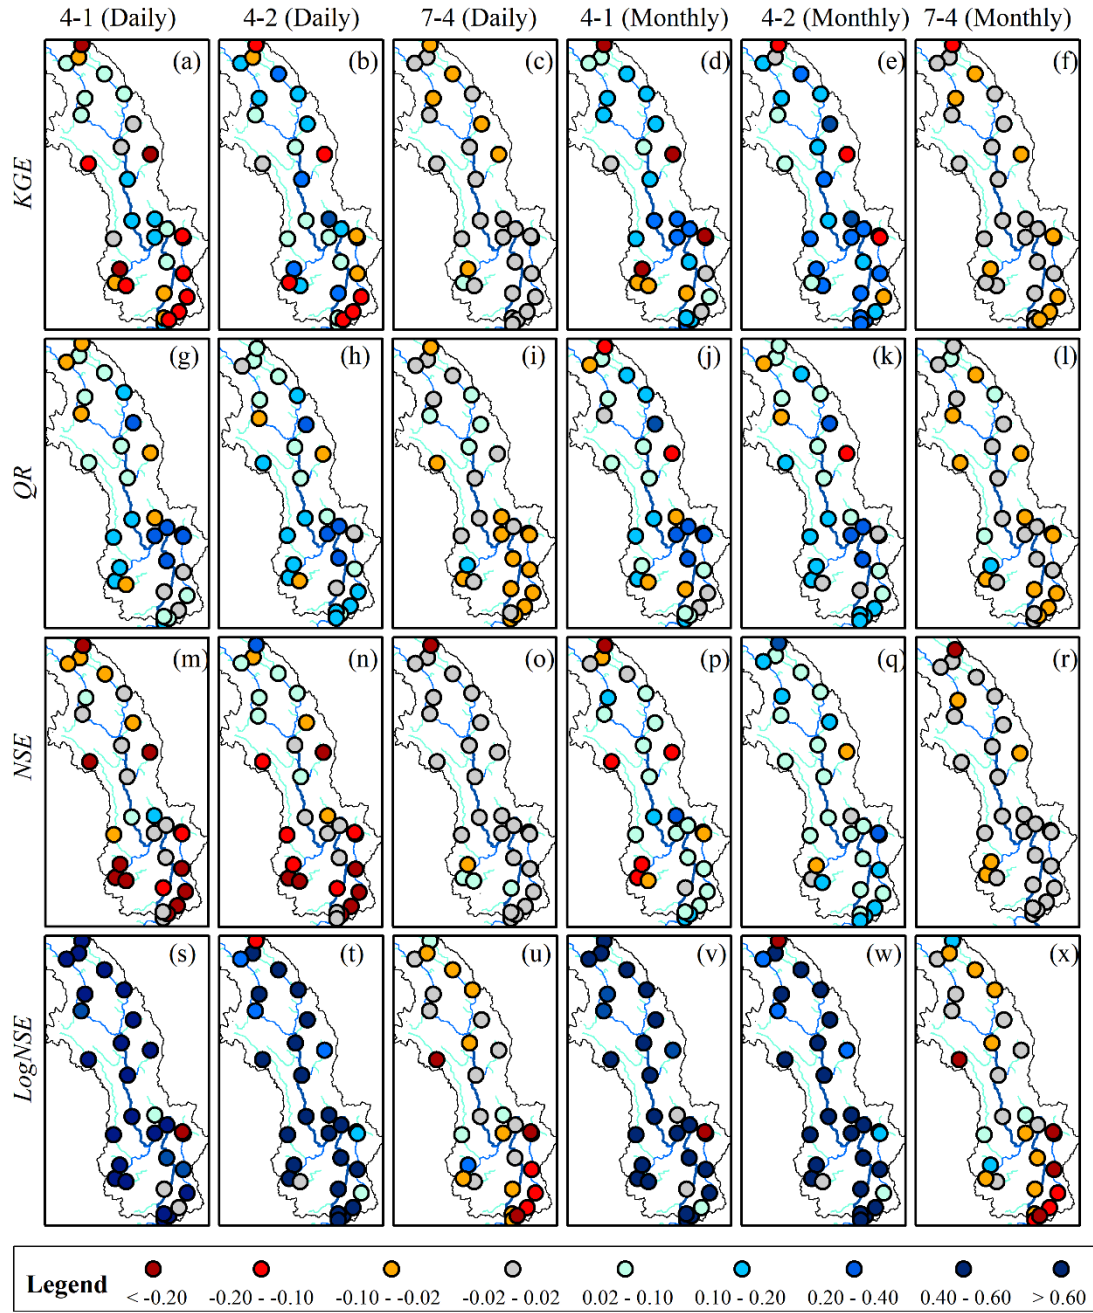 4-1 (Daily) 4-2 (Daily) 7-4 (Daily) 4-1 (Monthly) 4-2 (Monthly) 7-4 (Monthly)
KGE (a) (b) (c) (d) (e) (f)
QR (g) (h) (i) (j) (k) (l)
NSE (m) (n) (o) (p) (q) (r)
LogNSE (s) (t) (u) (v) (w) (x)
Legend
< -0.20 -0.20 - -0.10 -0.10 - -0.02 -0.02 - 0.02 0.02 - 0.10 0.10 - 0.20 0.20 - 0.40 0.40 - 0.60 > 0.60